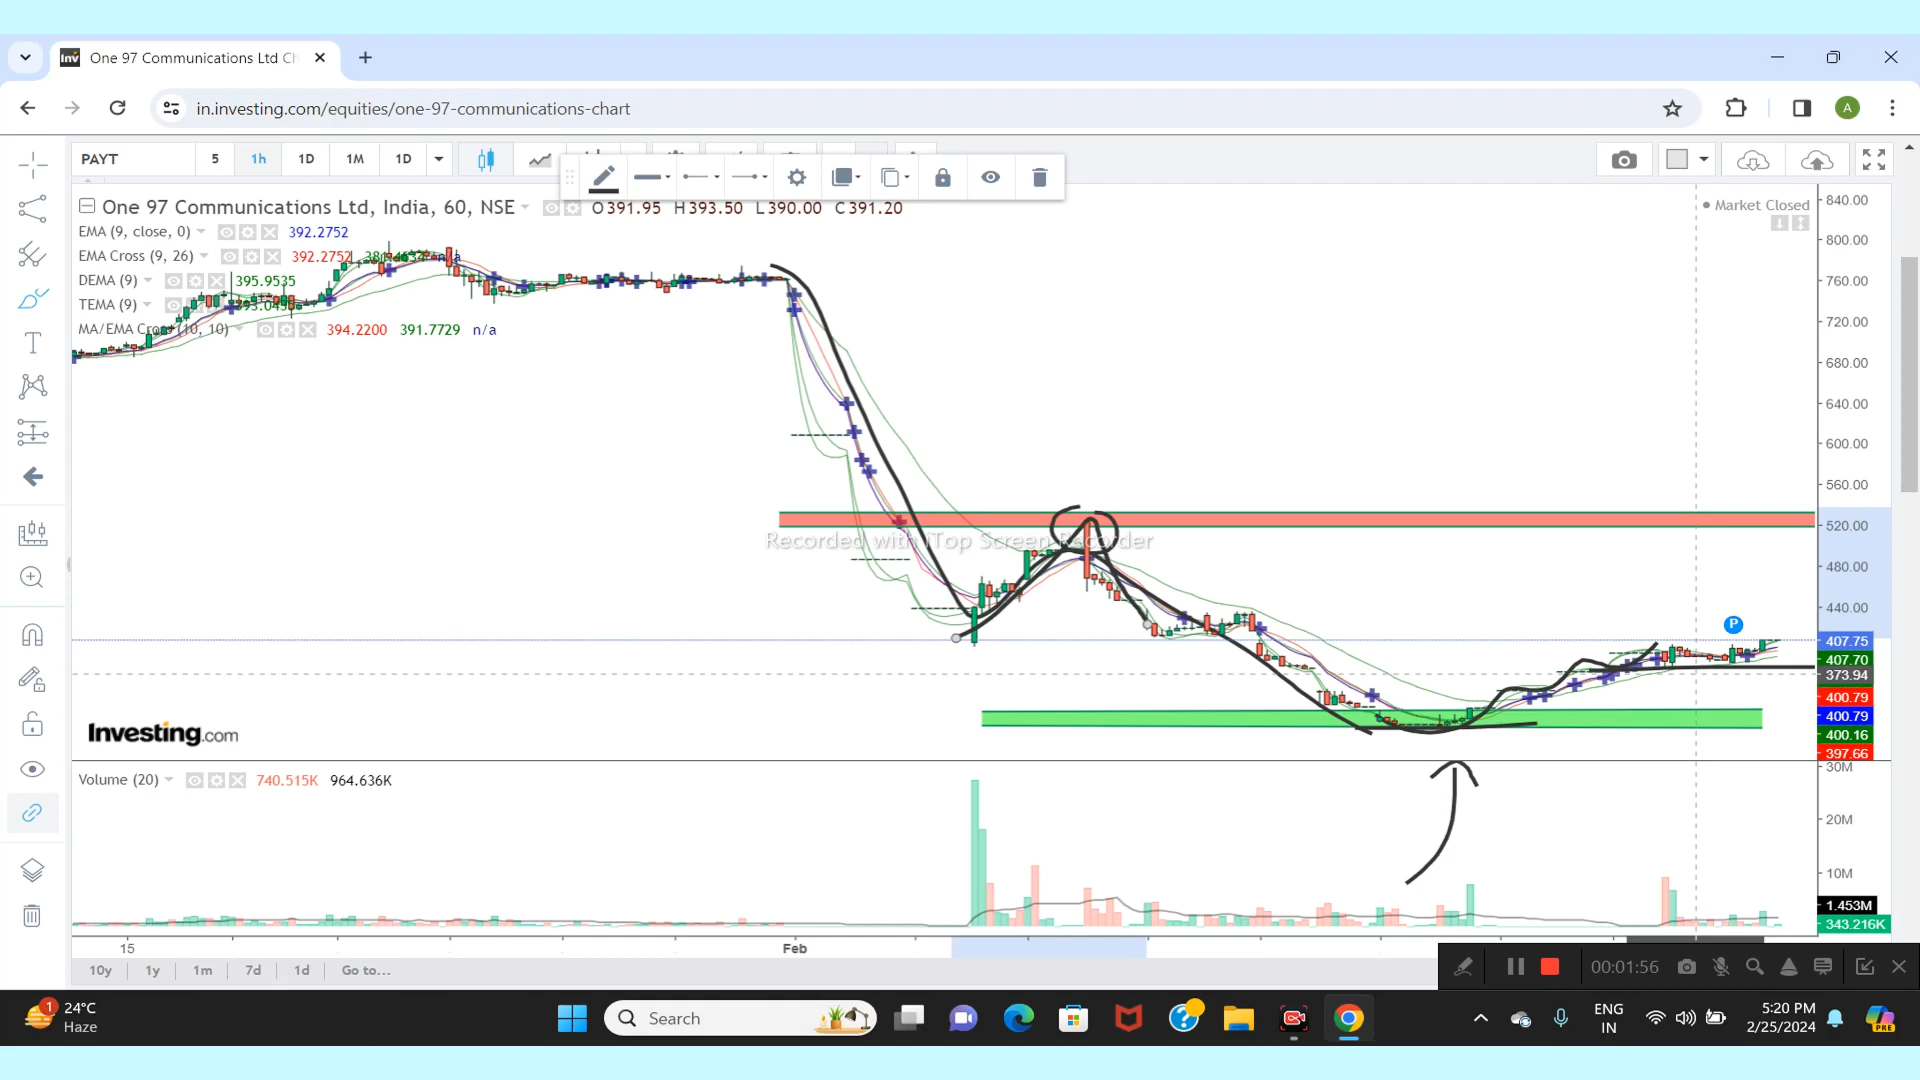 One 97 Communications Ltd Ch
in.investing.com/equities/one-97-communications-chart
A
PAYT 5 1h 1D 1M 1D
One 97 Communications Ltd, India, 60, NSE O391.95 H393.50 L390.00 C391.20
Market Closed
EMA (9, close, 0) 392.2752
EMA Cross (9, 26) 392.2752 381.4634 n/a
DEMA (9) 395.9535
TEMA (9)
MA/EMA Cross (10, 10) 394.2200 391.7729 n/a
840.00
800.00
760.00
720.00
680.00
640.00
600.00
560.00
520.00
480.00
440.00
Recorded with iTop Screen Recorder
P
407.75
407.70
373.94
400.79
400.79
400.16
397.66
Investing.com
Volume (20) 740.515K 964.636K
30M
20M
10M
1.453M
343.216K
15 Feb
10y 1y 1m 7d 1d Go to...
00:01:56
1
24°C
Haze
Search
ENG
IN
5:20 PM
2/25/2024
PRE